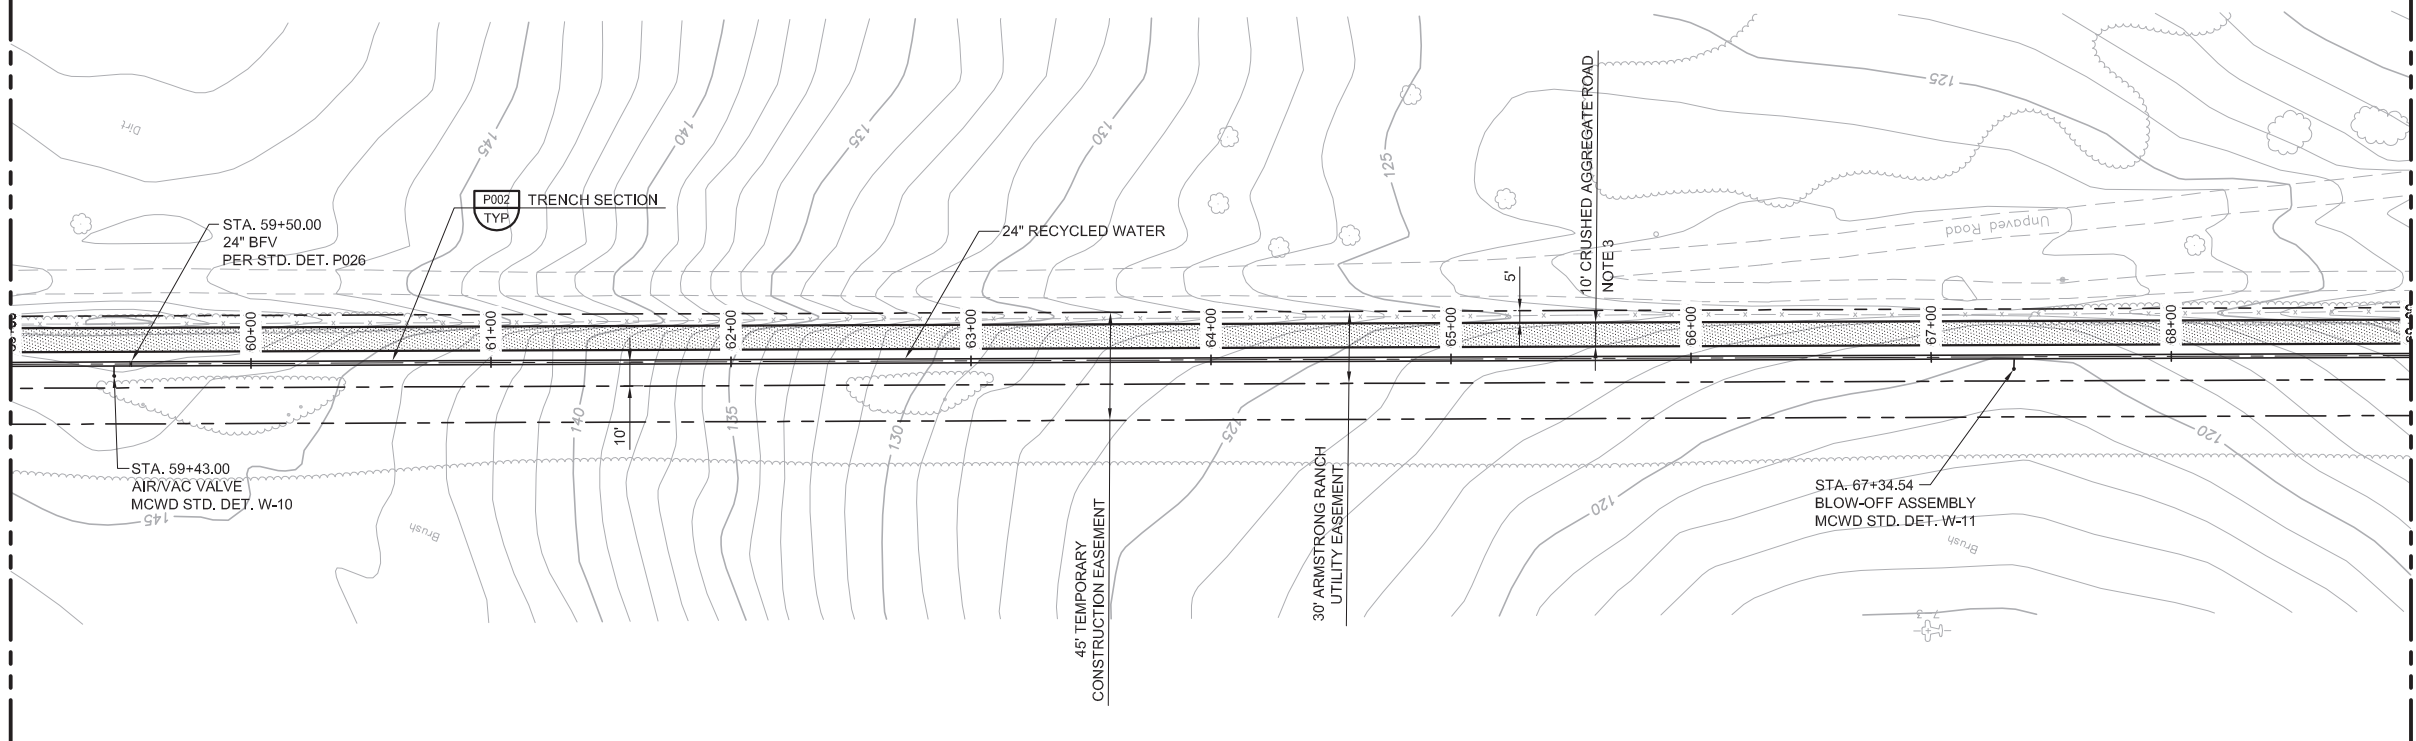 125
145
140
135
130
125
Dirt
P002
TYP.
TRENCH SECTION
STA. 59+50.00
24" BFV
PER STD. DET. P026
24" RECYCLED WATER
10' CRUSHED AGGREGATE ROAD
NOTE 3
Unpaved Road
5'
60+00
61+00
62+00
63+00
64+00
65+00
66+00
67+00
68+00
10'
140
135
130
125
120
120
STA. 59+43.00
AIR/VAC VALVE
MCWD STD. DET. W-10
145
Brush
45' TEMPORARY
CONSTRUCTION EASEMENT
30' ARMSTRONG RANCH
UTILITY EASEMENT
STA. 67+34.54
BLOW-OFF ASSEMBLY
MCWD STD. DET. W-11
Brush
7-3